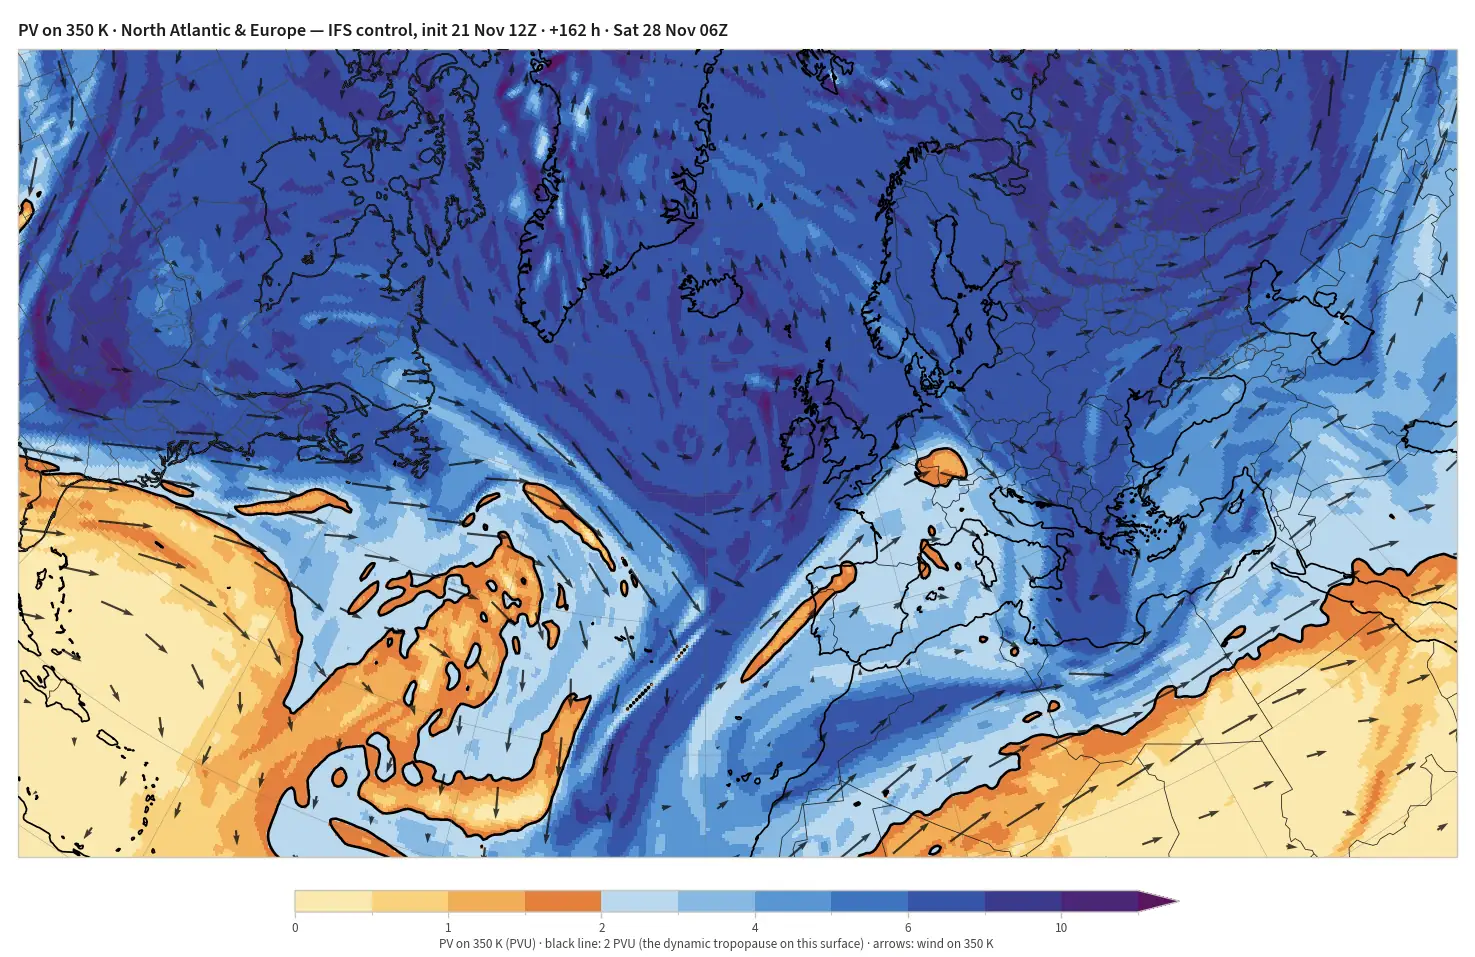 PV on 350 K · North Atlantic & Europe — IFS control, init 21 Nov 12Z · +162 h · Sat 28 Nov 06Z
0 1 2 4 6 10
PV on 350 K (PVU) · black line: 2 PVU (the dynamic tropopause on this surface) · arrows: wind on 350 K